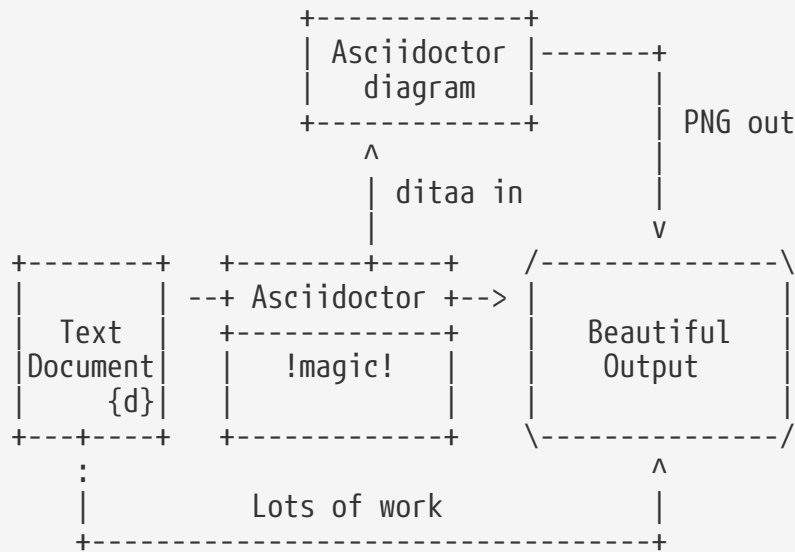 Asciidoctor
diagram
PNG out
ditaa in
Asciidoctor
Text
Document
{d}
!magic!
Beautiful
Output
Lots of work